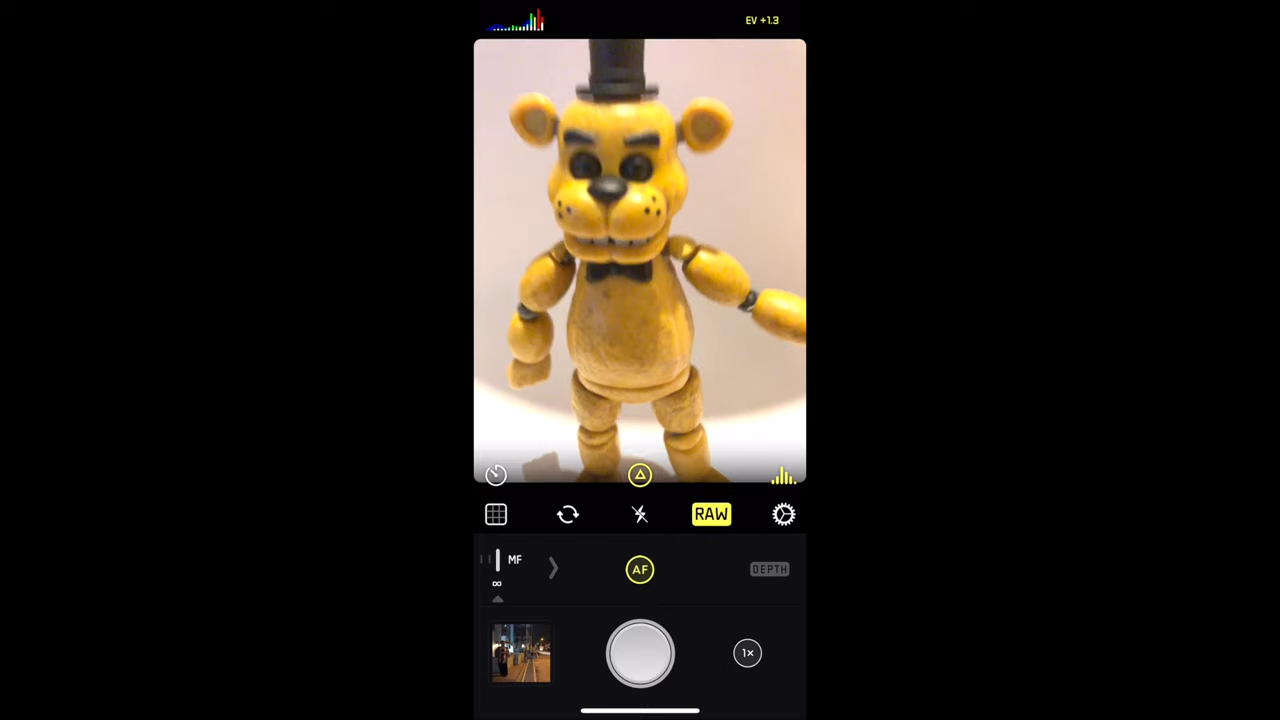 EV +1.3
RAW
MF
AF
DEPTH
∞
1×